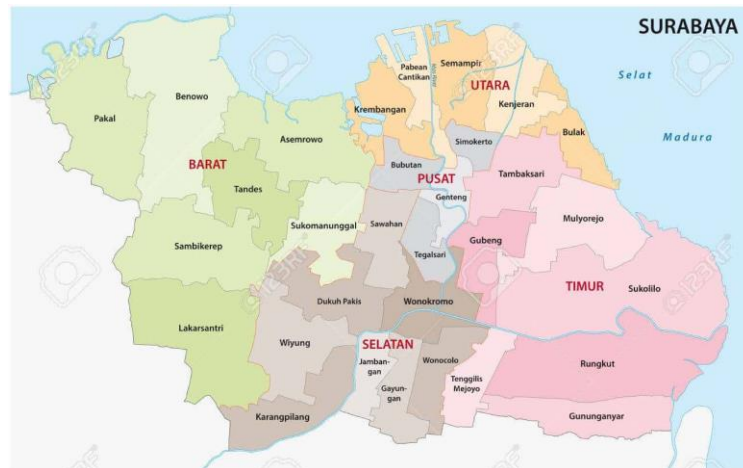 SURABAYA
Selat
Madura
UTARA
Pabean
Cantikan
Semampir
Krembangan
Kenjeran
Bulak
Simokerto
Bubutan
PUSAT
Genteng
Tegalsari
BARAT
Pakal
Benowo
Asemrowo
Tandes
Sukomanunggal
Sambikerep
Lakarsantri
Sawahan
Dukuh Pakis
Wonokromo
SELATAN
Wiyung
Jamban-
gan
Gayun-
gan
Wonocolo
Karangpilang
Tambaksari
Mulyorejo
Gubeng
TIMUR
Sukolilo
Tenggilis
Mejoyo
Rungkut
Gununganyar
123RF